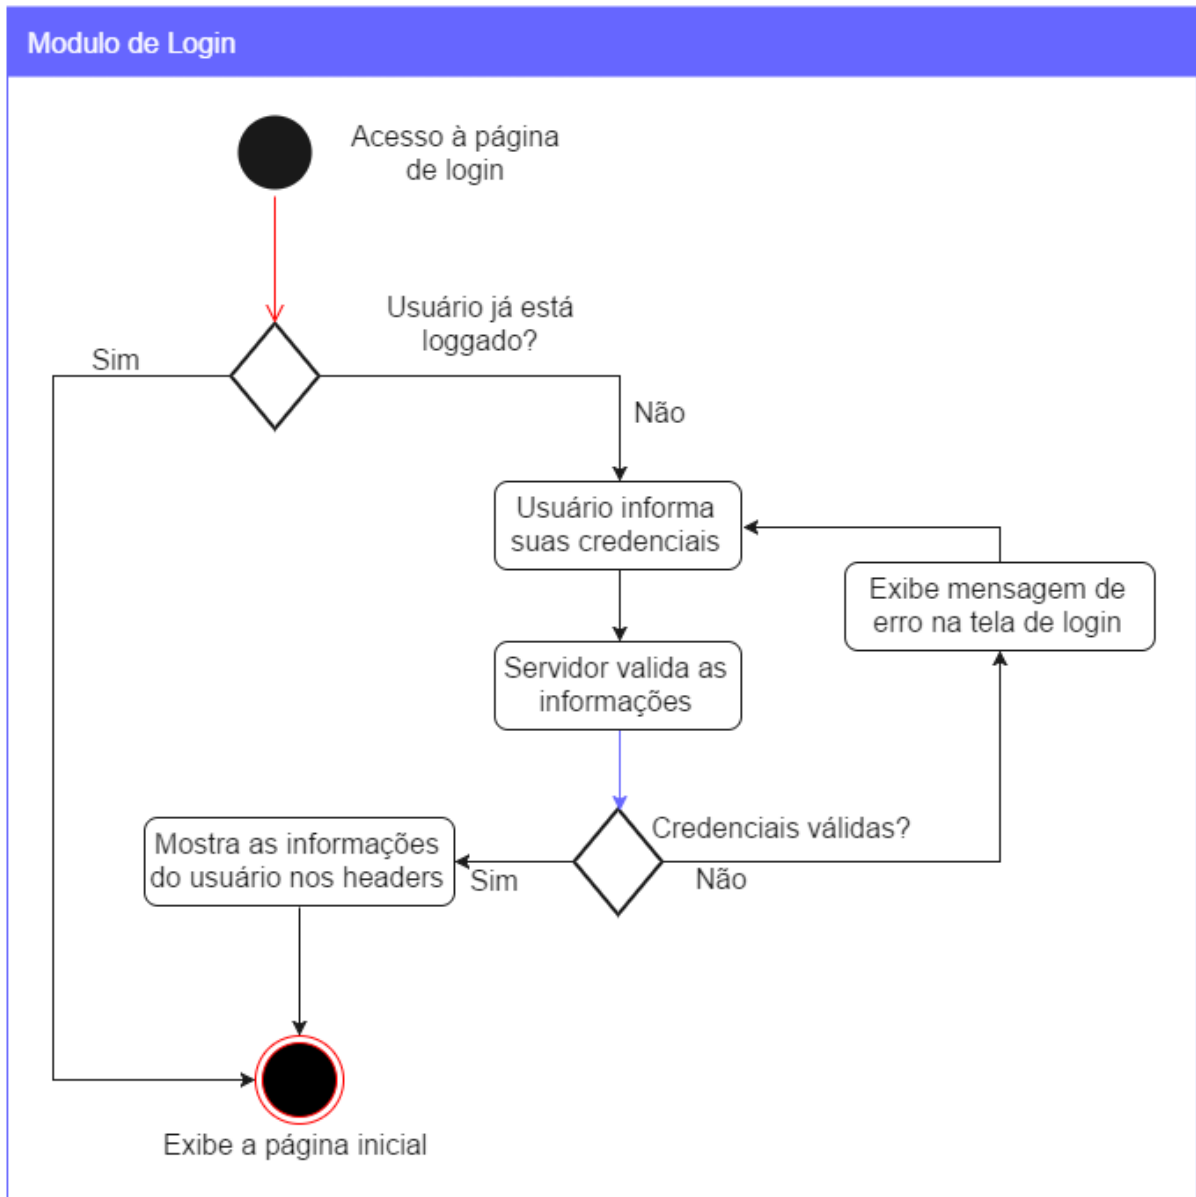 Modulo de Login
Acesso à página
de login
Usuário já está
loggado?
Sim
Não
Usuário informa
suas credenciais
Exibe mensagem de
erro na tela de login
Servidor valida as
informações
Credenciais válidas?
Mostra as informações
do usuário nos headers
Sim
Não
Exibe a página inicial